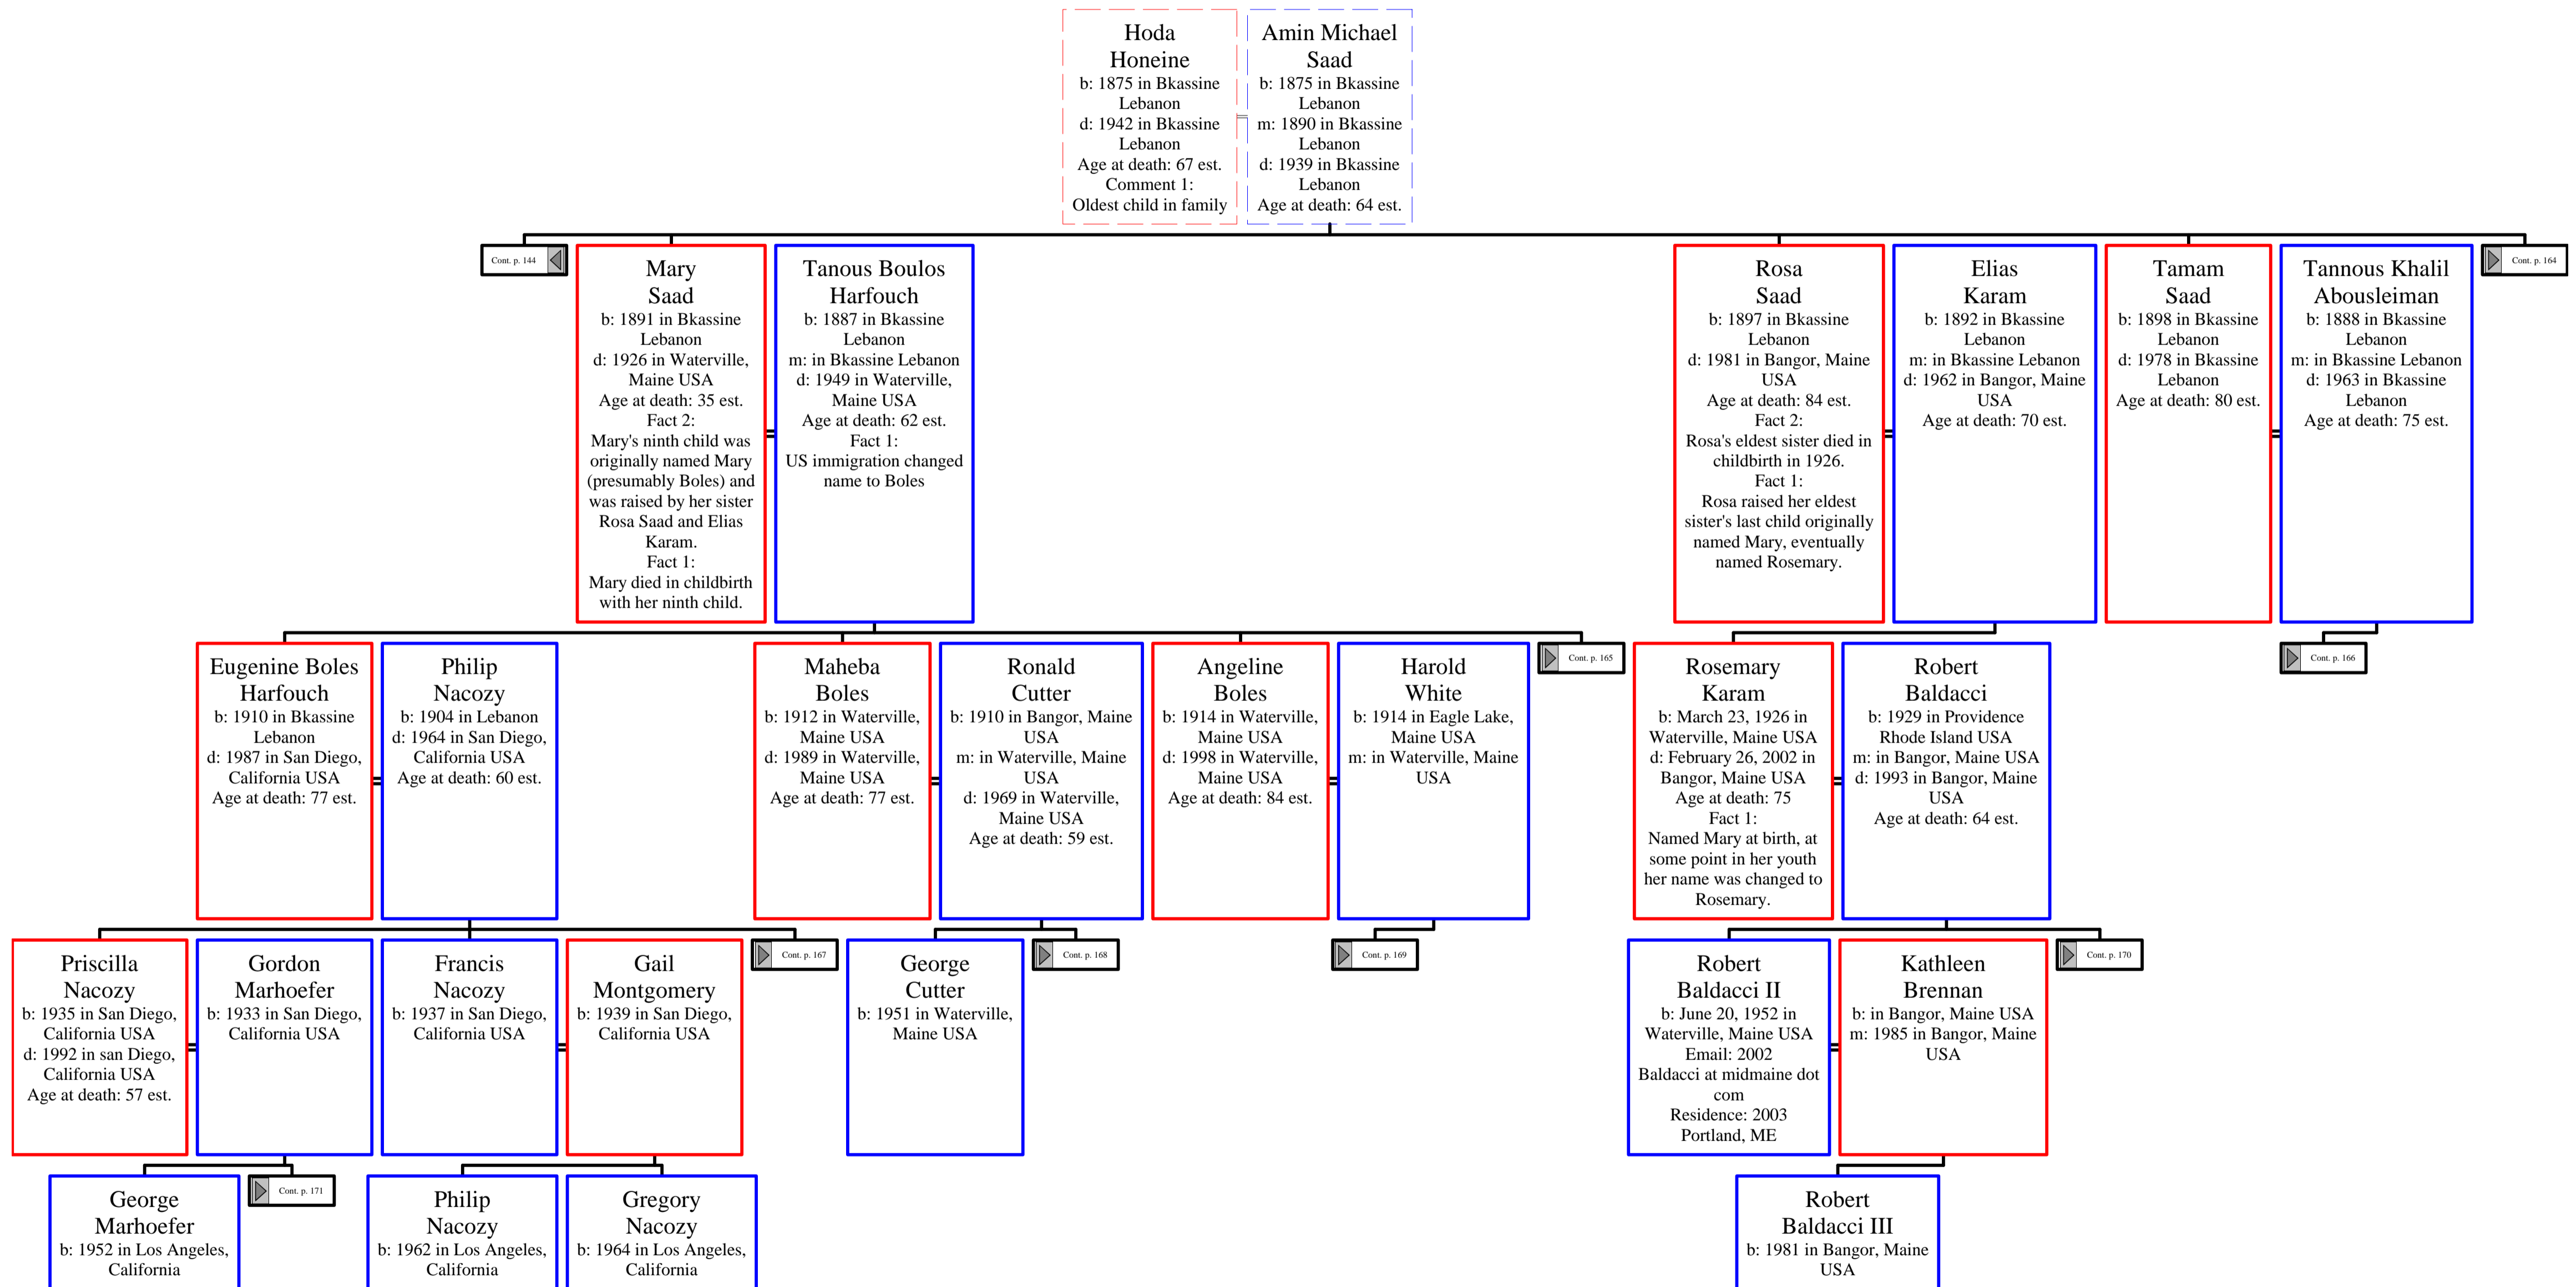 Hoda
Honeine
b: 1875 in Bkassine
Lebanon
d: 1942 in Bkassine
Lebanon
Age at death: 67 est.
Comment 1:
Oldest child in family
Amin Michael
Saad
b: 1875 in Bkassine
Lebanon
m: 1890 in Bkassine
Lebanon
d: 1939 in Bkassine
Lebanon
Age at death: 64 est.
Cont. p. 144
Mary
Saad
b: 1891 in Bkassine
Lebanon
d: 1926 in Waterville,
Maine USA
Age at death: 35 est.
Fact 2:
Mary's ninth child was
originally named Mary
(presumably Boles) and
was raised by her sister
Rosa Saad and Elias
Karam.
Fact 1:
Mary died in childbirth
with her ninth child.
Tanous Boulos
Harfouch
b: 1887 in Bkassine
Lebanon
m: in Bkassine Lebanon
d: 1949 in Waterville,
Maine USA
Age at death: 62 est.
Fact 1:
US immigration changed
name to Boles
Rosa
Saad
b: 1897 in Bkassine
Lebanon
d: 1981 in Bangor, Maine
USA
Age at death: 84 est.
Fact 2:
Rosa's eldest sister died in
childbirth in 1926.
Fact 1:
Rosa raised her eldest
sister's last child originally
named Mary, eventually
named Rosemary.
Elias
Karam
b: 1892 in Bkassine
Lebanon
m: in Bkassine Lebanon
d: 1962 in Bangor, Maine
USA
Age at death: 70 est.
Tamam
Saad
b: 1898 in Bkassine
Lebanon
d: 1978 in Bkassine
Lebanon
Age at death: 80 est.
Tannous Khalil
Abousleiman
b: 1888 in Bkassine
Lebanon
m: in Bkassine Lebanon
d: 1963 in Bkassine
Lebanon
Age at death: 75 est.
Cont. p. 164
Eugenine Boles
Harfouch
b: 1910 in Bkassine
Lebanon
d: 1987 in San Diego,
California USA
Age at death: 77 est.
Philip
Nacozy
b: 1904 in Lebanon
d: 1964 in San Diego,
California USA
Age at death: 60 est.
Maheba
Boles
b: 1912 in Waterville,
Maine USA
d: 1989 in Waterville,
Maine USA
Age at death: 77 est.
Ronald
Cutter
b: 1910 in Bangor, Maine
USA
m: in Waterville, Maine
USA
d: 1969 in Waterville,
Maine USA
Age at death: 59 est.
Angeline
Boles
b: 1914 in Waterville,
Maine USA
d: 1998 in Waterville,
Maine USA
Age at death: 84 est.
Harold
White
b: 1914 in Eagle Lake,
Maine USA
m: in Waterville, Maine
USA
Cont. p. 165
Rosemary
Karam
b: March 23, 1926 in
Waterville, Maine USA
d: February 26, 2002 in
Bangor, Maine USA
Age at death: 75
Fact 1:
Named Mary at birth, at
some point in her youth
her name was changed to
Rosemary.
Robert
Baldacci
b: 1929 in Providence
Rhode Island USA
m: in Bangor, Maine USA
d: 1993 in Bangor, Maine
USA
Age at death: 64 est.
Cont. p. 166
Priscilla
Nacozy
b: 1935 in San Diego,
California USA
d: 1992 in san Diego,
California USA
Age at death: 57 est.
Gordon
Marhoefer
b: 1933 in San Diego,
California USA
Francis
Nacozy
b: 1937 in San Diego,
California USA
Gail
Montgomery
b: 1939 in San Diego,
California USA
Cont. p. 167
George
Cutter
b: 1951 in Waterville,
Maine USA
Cont. p. 168
Cont. p. 169
Robert
Baldacci II
b: June 20, 1952 in
Waterville, Maine USA
Email: 2002
Baldacci at midmaine dot
com
Residence: 2003
Portland, ME
Kathleen
Brennan
b: in Bangor, Maine USA
m: 1985 in Bangor, Maine
USA
Cont. p. 170
George
Marhoefer
b: 1952 in Los Angeles,
California
Cont. p. 171
Philip
Nacozy
b: 1962 in Los Angeles,
California
Gregory
Nacozy
b: 1964 in Los Angeles,
California
Robert
Baldacci III
b: 1981 in Bangor, Maine
USA